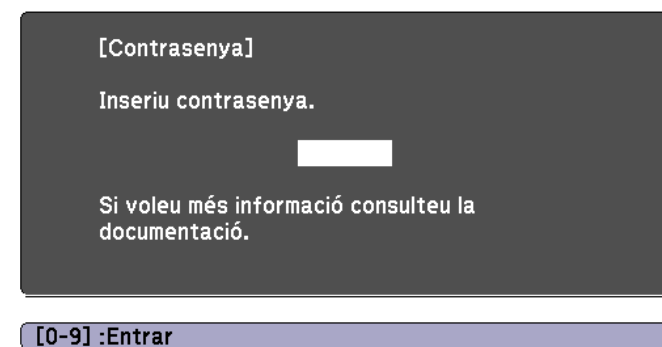 [Contrasenya]
Inseriu contrasenya.
Si voleu més informació consulteu la
documentació.
[0-9] :Entrar